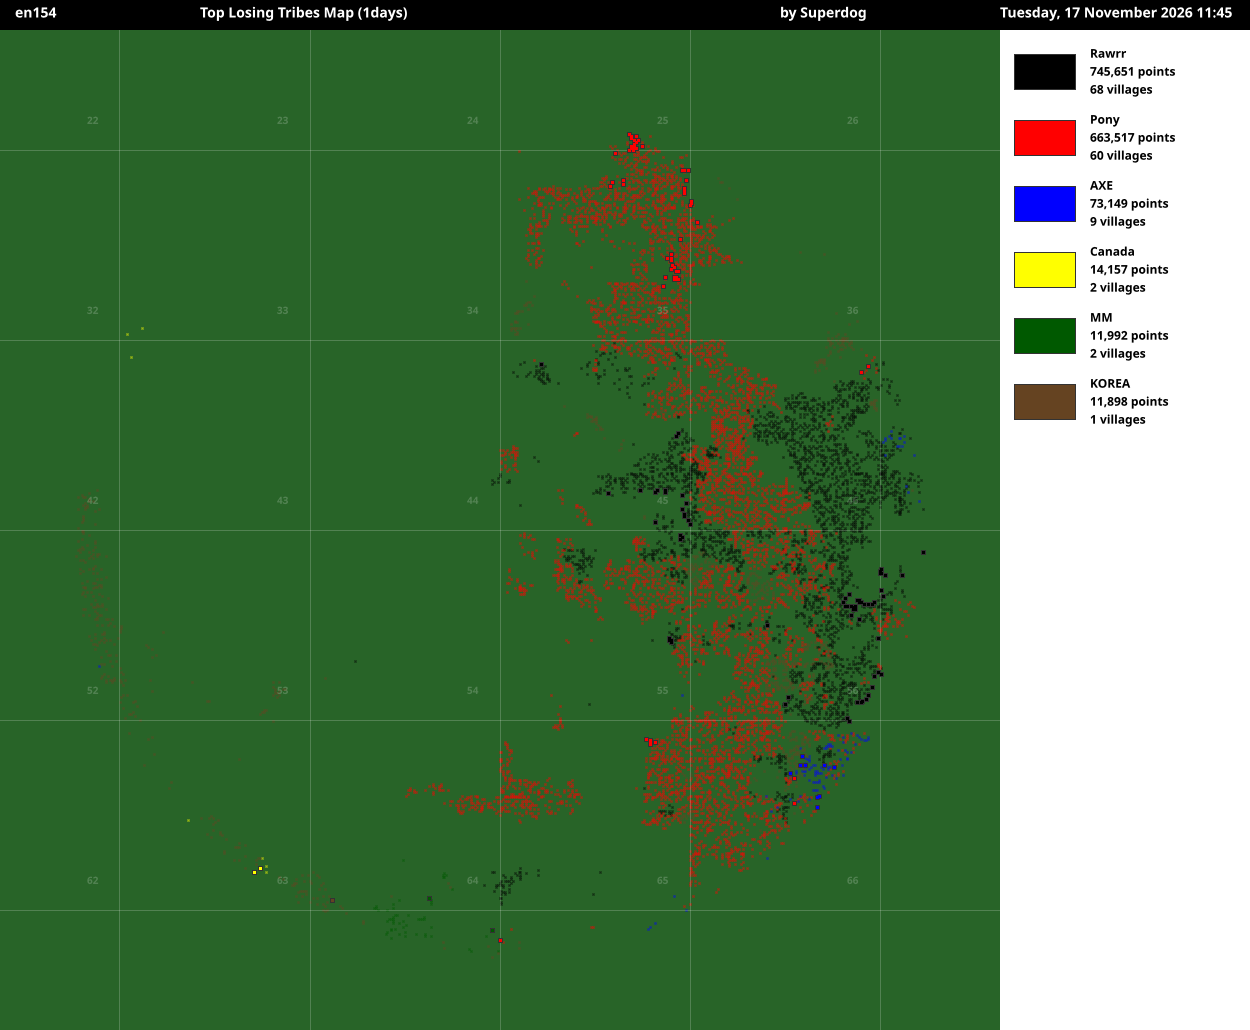 en154 Top Losing Tribes Map (1days) by Superdog Tuesday, 17 November 2026 11:45
Rawrr
745,651 points
68 villages
Pony
663,517 points
60 villages
AXE
73,149 points
9 villages
Canada
14,157 points
2 villages
MM
11,992 points
2 villages
KOREA
11,898 points
1 villages
22 23 24 25 26
32 33 34 35 36
42 43 44 45
52 53 54 55 56
62 63 64 65 66